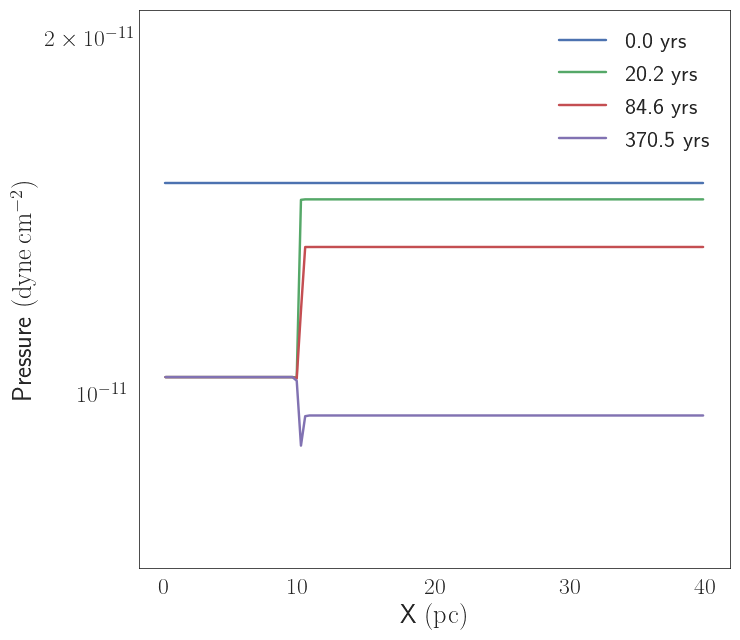 2 × 10⁻¹¹
10⁻¹¹
Pressure (dyne cm⁻²)
0.0 yrs
20.2 yrs
84.6 yrs
370.5 yrs
0 10 20 30 40
X (pc)